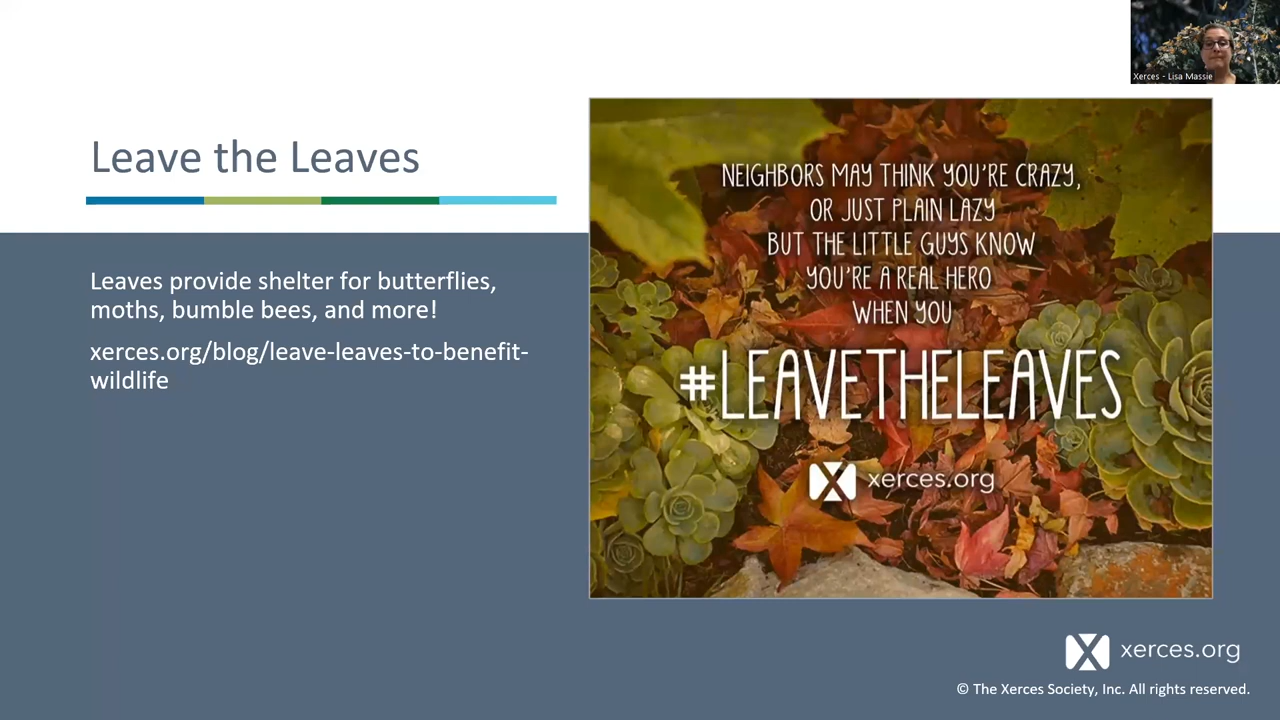 Xerces - Lisa Massie
Leave the Leaves
Leaves provide shelter for butterflies,
moths, bumble bees, and more!
xerces.org/blog/leave-leaves-to-benefit-
wildlife
NEIGHBORS MAY THINK YOU'RE CRAZY,
OR JUST PLAIN LAZY
BUT THE LITTLE GUYS KNOW
YOU'RE A REAL HERO
WHEN YOU
#LEAVETHELEAVES
xerces.org
xerces.org
© The Xerces Society, Inc. All rights reserved.